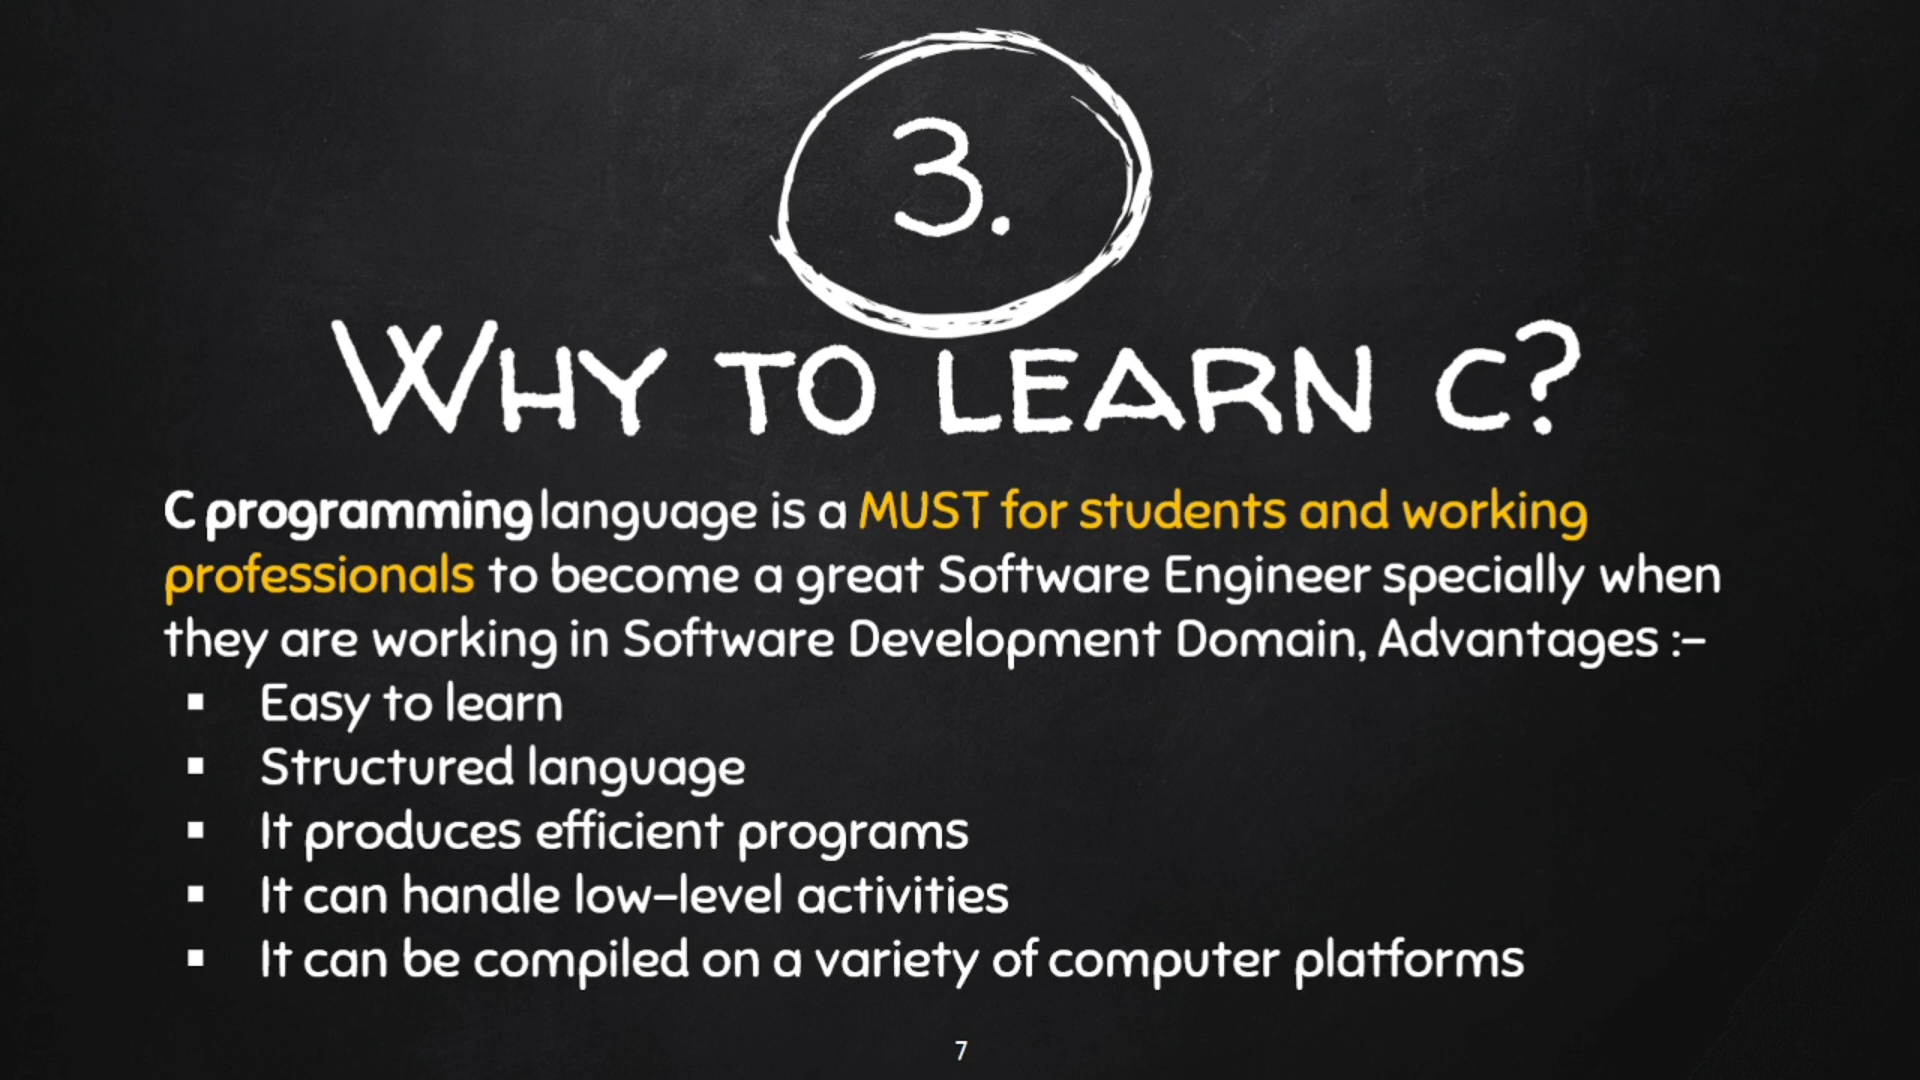 3.
Why to learn c?
C programming language is a MUST for students and working
professionals to become a great Software Engineer specially when
they are working in Software Development Domain, Advantages :-
▪ Easy to learn
▪ Structured language
▪ It produces efficient programs
▪ It can handle low-level activities
▪ It can be compiled on a variety of computer platforms
7